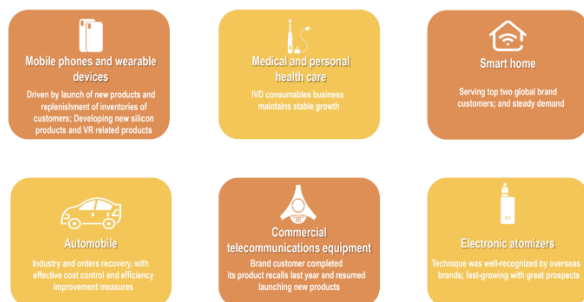 Mobile phones and wearable
devices
Driven by launch of new products and
replenishment of inventories of
customers; Developing new silicon
products and VR related products
Medical and personal
health care
IVD consumables business
maintains stable growth
Smart home
Serving top two global brand
customers; and steady demand
Automobile
Industry and orders recovery, with
effective cost control and efficiency
improvement measures
Commercial
telecommunications equipment
Brand customer completed
its product recalls last year and resumed
launching new products
Electronic atomizers
Technique was well-recognized by overseas
brands; fast-growing with great prospects